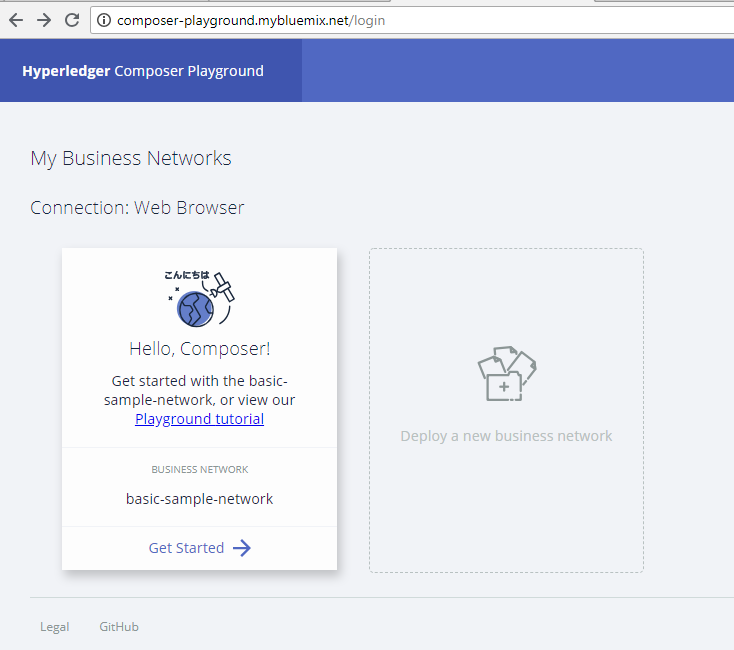 composer-playground.mybluemix.net/login
Hyperledger Composer Playground
My Business Networks
Connection: Web Browser
こんにちは
Hello, Composer!
Get started with the basic-
sample-network, or view our
Playground tutorial
BUSINESS NETWORK
basic-sample-network
Get Started
Deploy a new business network
Legal
GitHub